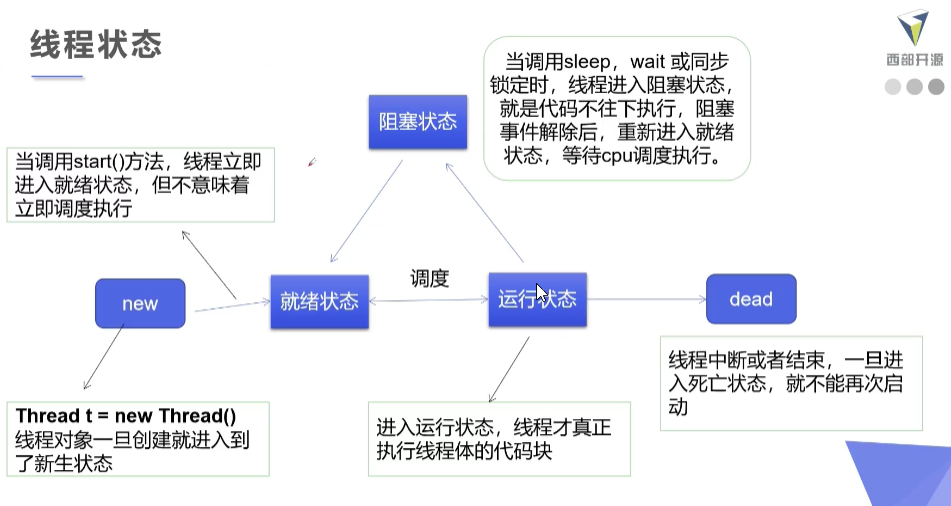 线程状态
西部开源
当调用sleep，wait 或同步
锁定时，线程进入阻塞状态，
就是代码不往下执行，阻塞
事件解除后，重新进入就绪
状态，等待cpu调度执行。
阻塞状态
当调用start()方法，线程立即
进入就绪状态，但不意味着
立即调度执行
调度
new
就绪状态
运行状态
dead
线程中断或者结束，一旦进
入死亡状态，就不能再次启
动
Thread t = new Thread()
线程对象一旦创建就进入到
了新生状态
进入运行状态，线程才真正
执行线程体的代码块